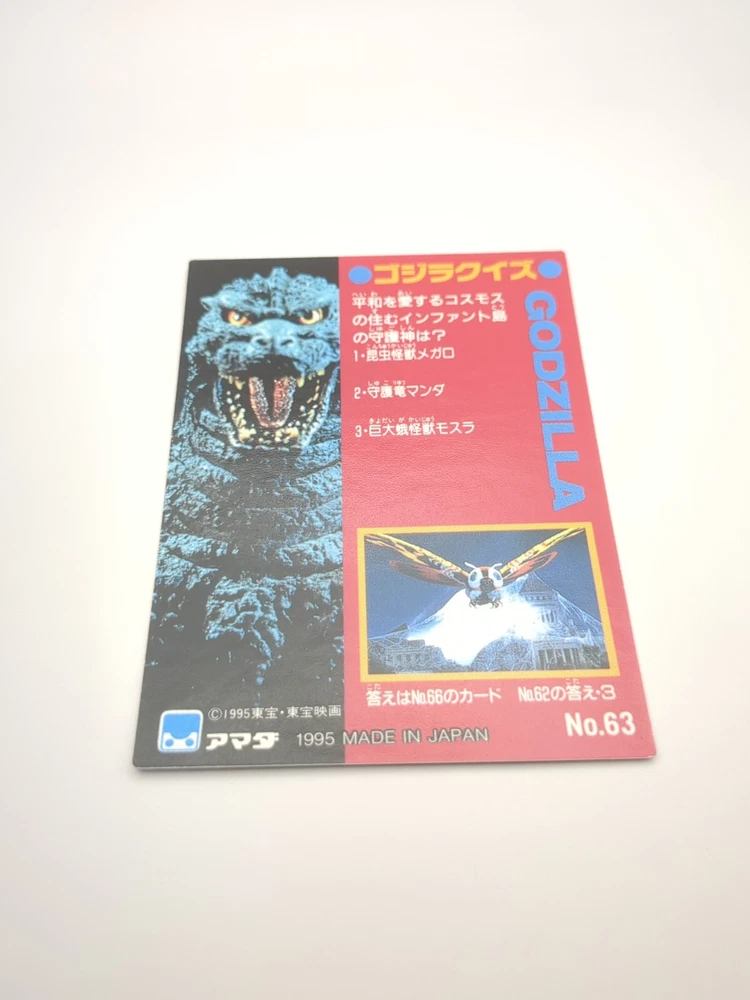 ゴジラクイズ
GODZILLA
平和を愛するコスモス
の住むインファント島
の守護神は？
1・昆虫怪獣メガロ
2・守護竜マンダ
3・巨大蛾怪獣モスラ
答えはNo.66のカード No.62の答え・3
No.63
©1995東宝・東宝映画
アマダ 1995 MADE IN JAPAN